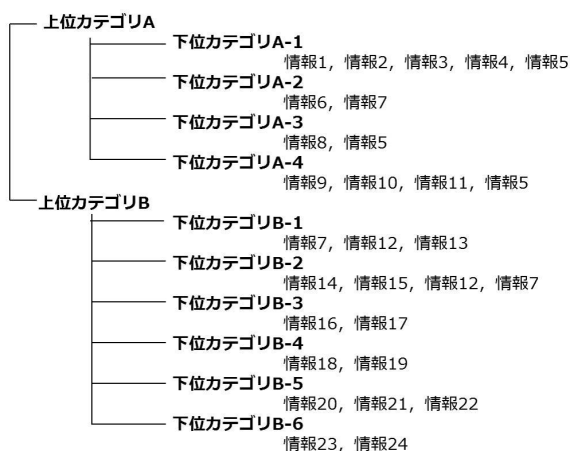 上位カテゴリA
下位カテゴリA-1
情報1，情報2，情報3，情報4，情報5
下位カテゴリA-2
情報6，情報7
下位カテゴリA-3
情報8，情報5
下位カテゴリA-4
情報9，情報10，情報11，情報5
上位カテゴリB
下位カテゴリB-1
情報7，情報12，情報13
下位カテゴリB-2
情報14，情報15，情報12，情報7
下位カテゴリB-3
情報16，情報17
下位カテゴリB-4
情報18，情報19
下位カテゴリB-5
情報20，情報21，情報22
下位カテゴリB-6
情報23，情報24